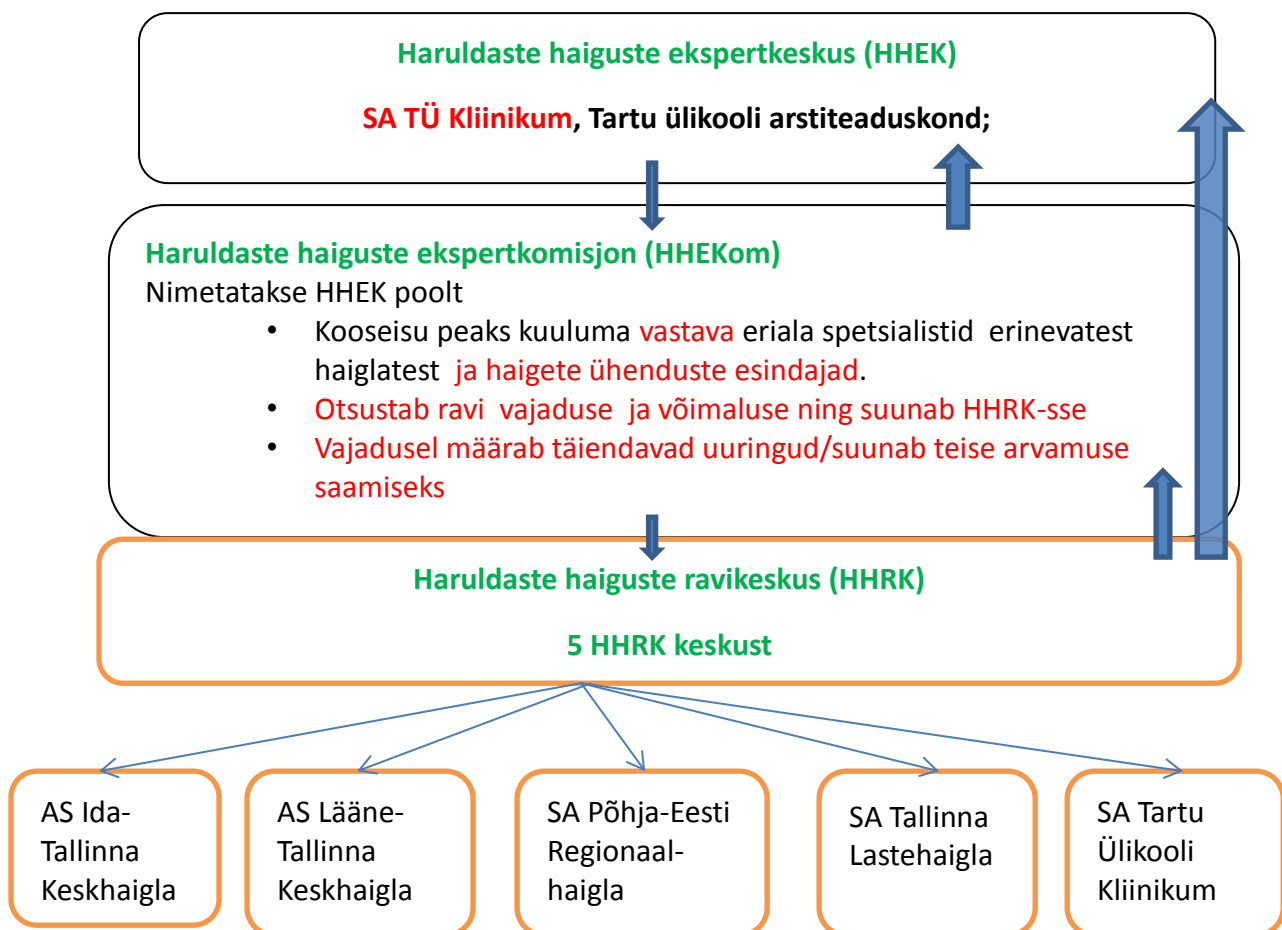 Haruldaste haiguste ekspertkeskus (HHEK)
SA TÜ Kliinikum, Tartu ülikooli arstiteaduskond;
Haruldaste haiguste ekspertkomisjon (HHEKom)
Nimetatakse HHEK poolt
• Kooseisu peaks kuuluma vastava eriala spetsialistid erinevatest
haiglatest ja haigete ühenduste esindajad.
• Otsustab ravi vajaduse ja võimaluse ning suunab HHRK-sse
• Vajadusel määrab täiendavad uuringud/suunab teise arvamuse
saamiseks
Haruldaste haiguste ravikeskus (HHRK)
5 HHRK keskust
AS Ida-
Tallinna
Keskhaigla
AS Lääne-
Tallinna
Keskhaigla
SA Põhja-Eesti
Regionaal-
haigla
SA Tallinna
Lastehaigla
SA Tartu
Ülikooli
Kliinikum